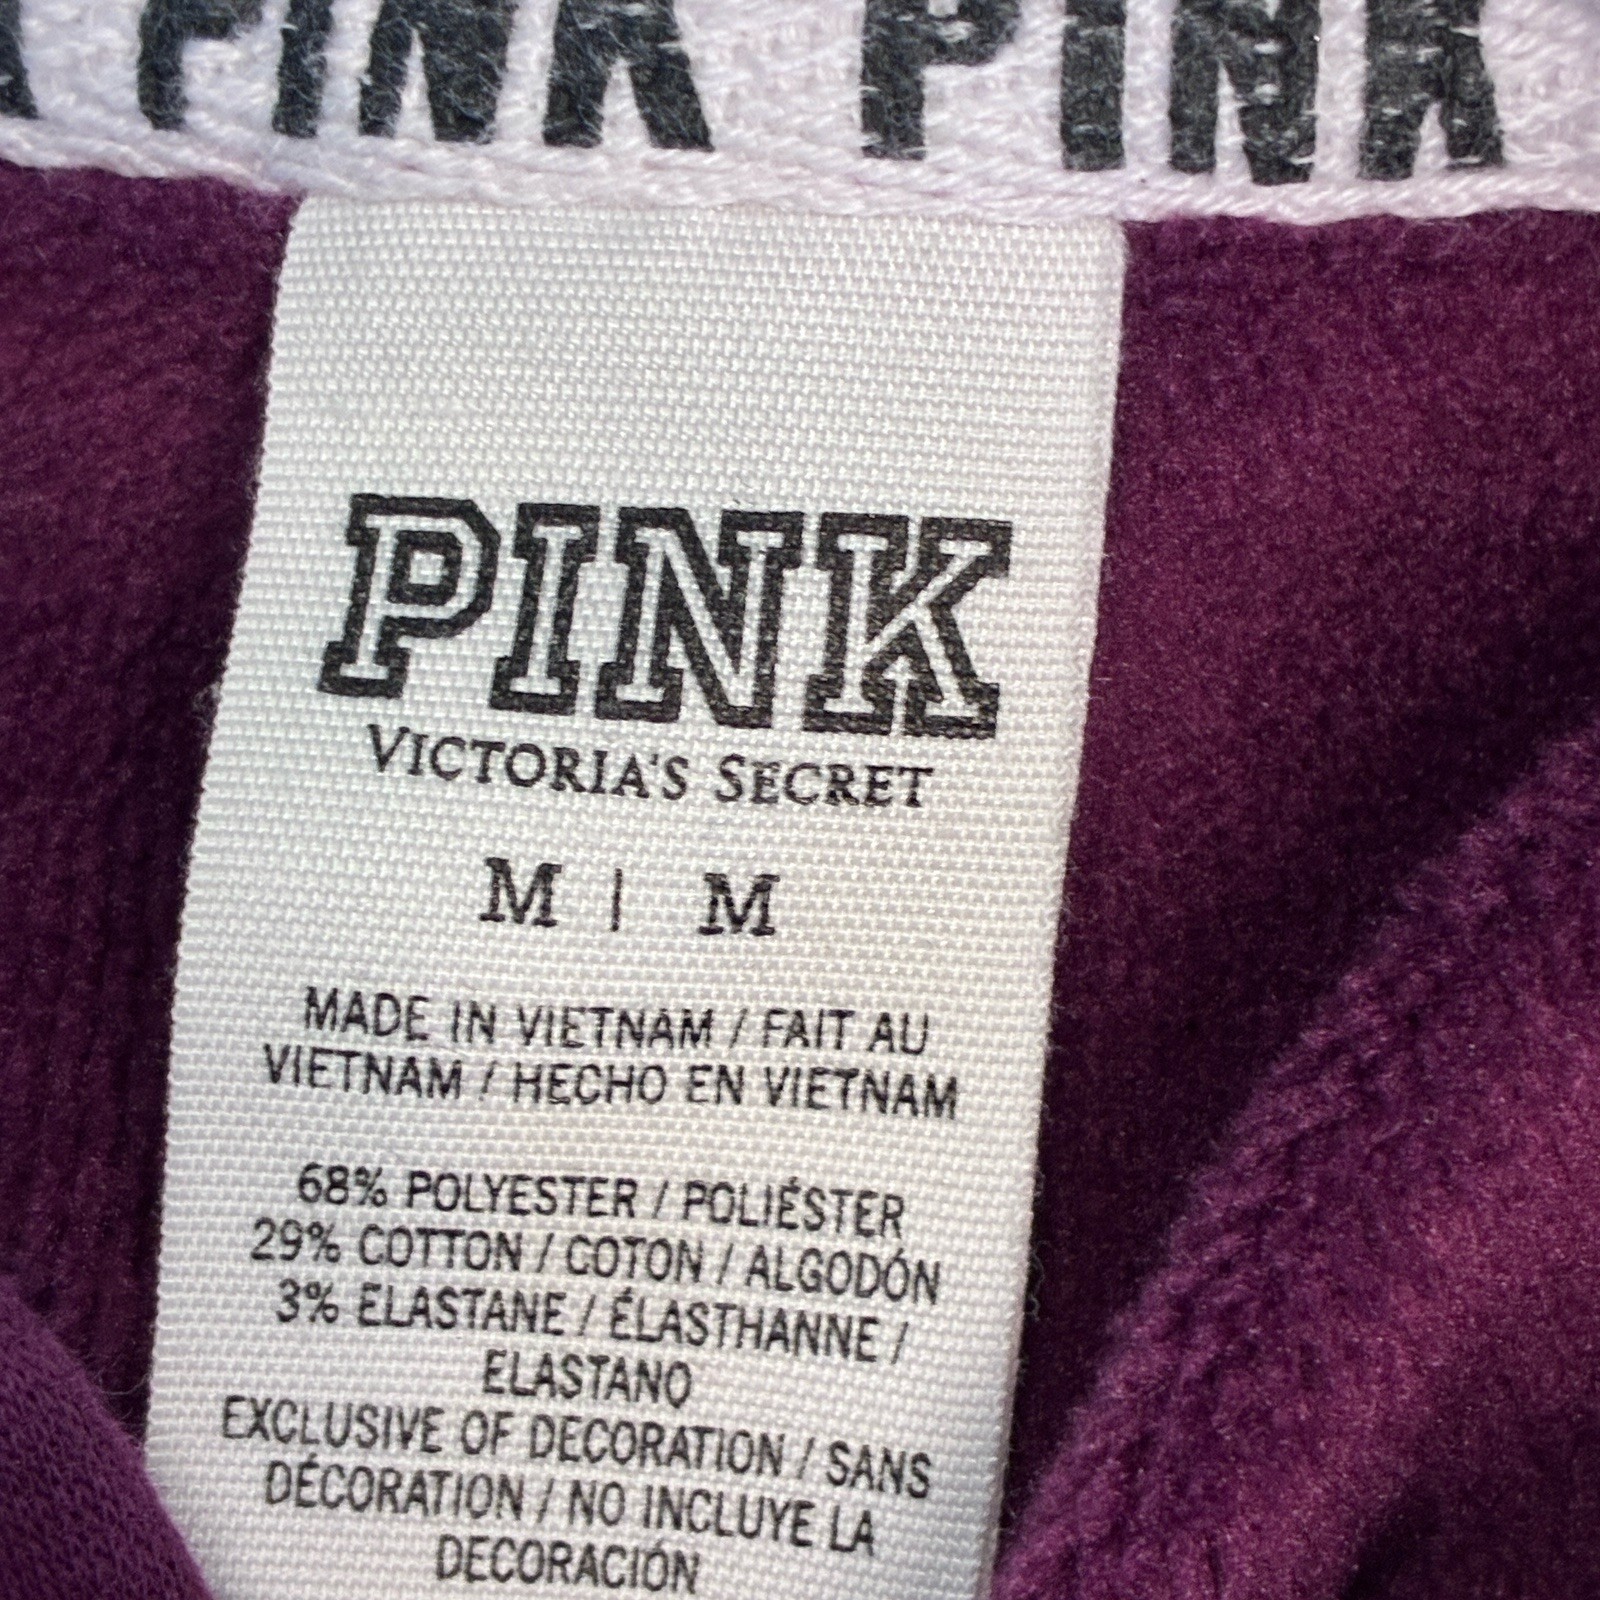 PINK PINK
PINK
VICTORIA'S SECRET
M | M
MADE IN VIETNAM / FAIT AU
VIETNAM / HECHO EN VIETNAM
68% POLYESTER / POLIÉSTER
29% COTTON / COTON / ALGODÓN
3% ELASTANE / ÉLASTHANNE /
ELASTANO
EXCLUSIVE OF DECORATION / SANS
DÉCORATION / NO INCLUYE LA
DECORACIÓN